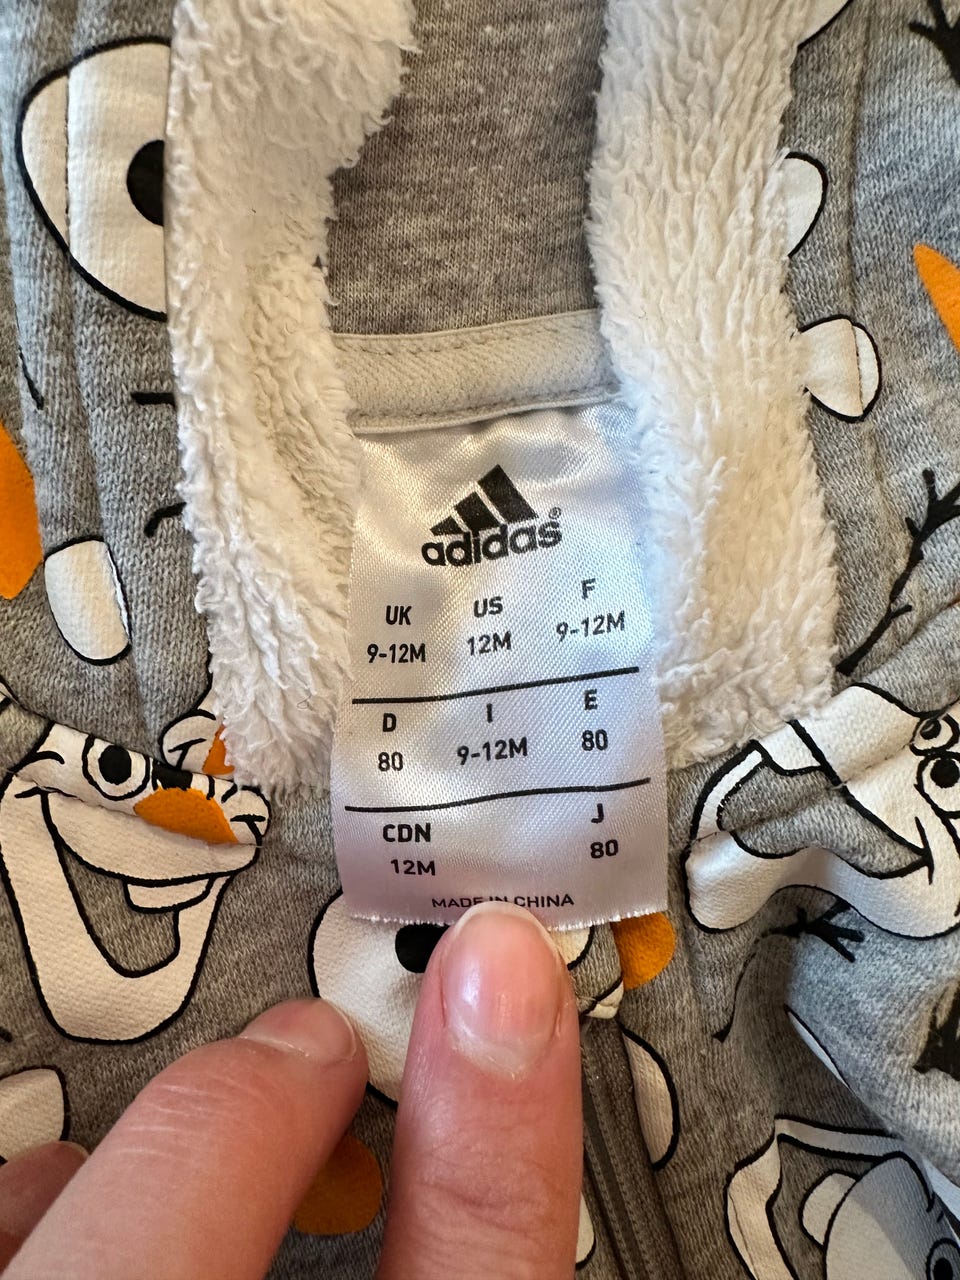 adidas®
UK US F
9-12M 12M 9-12M
D I E
80 9-12M 80
CDN J
12M 80
MADE IN CHINA